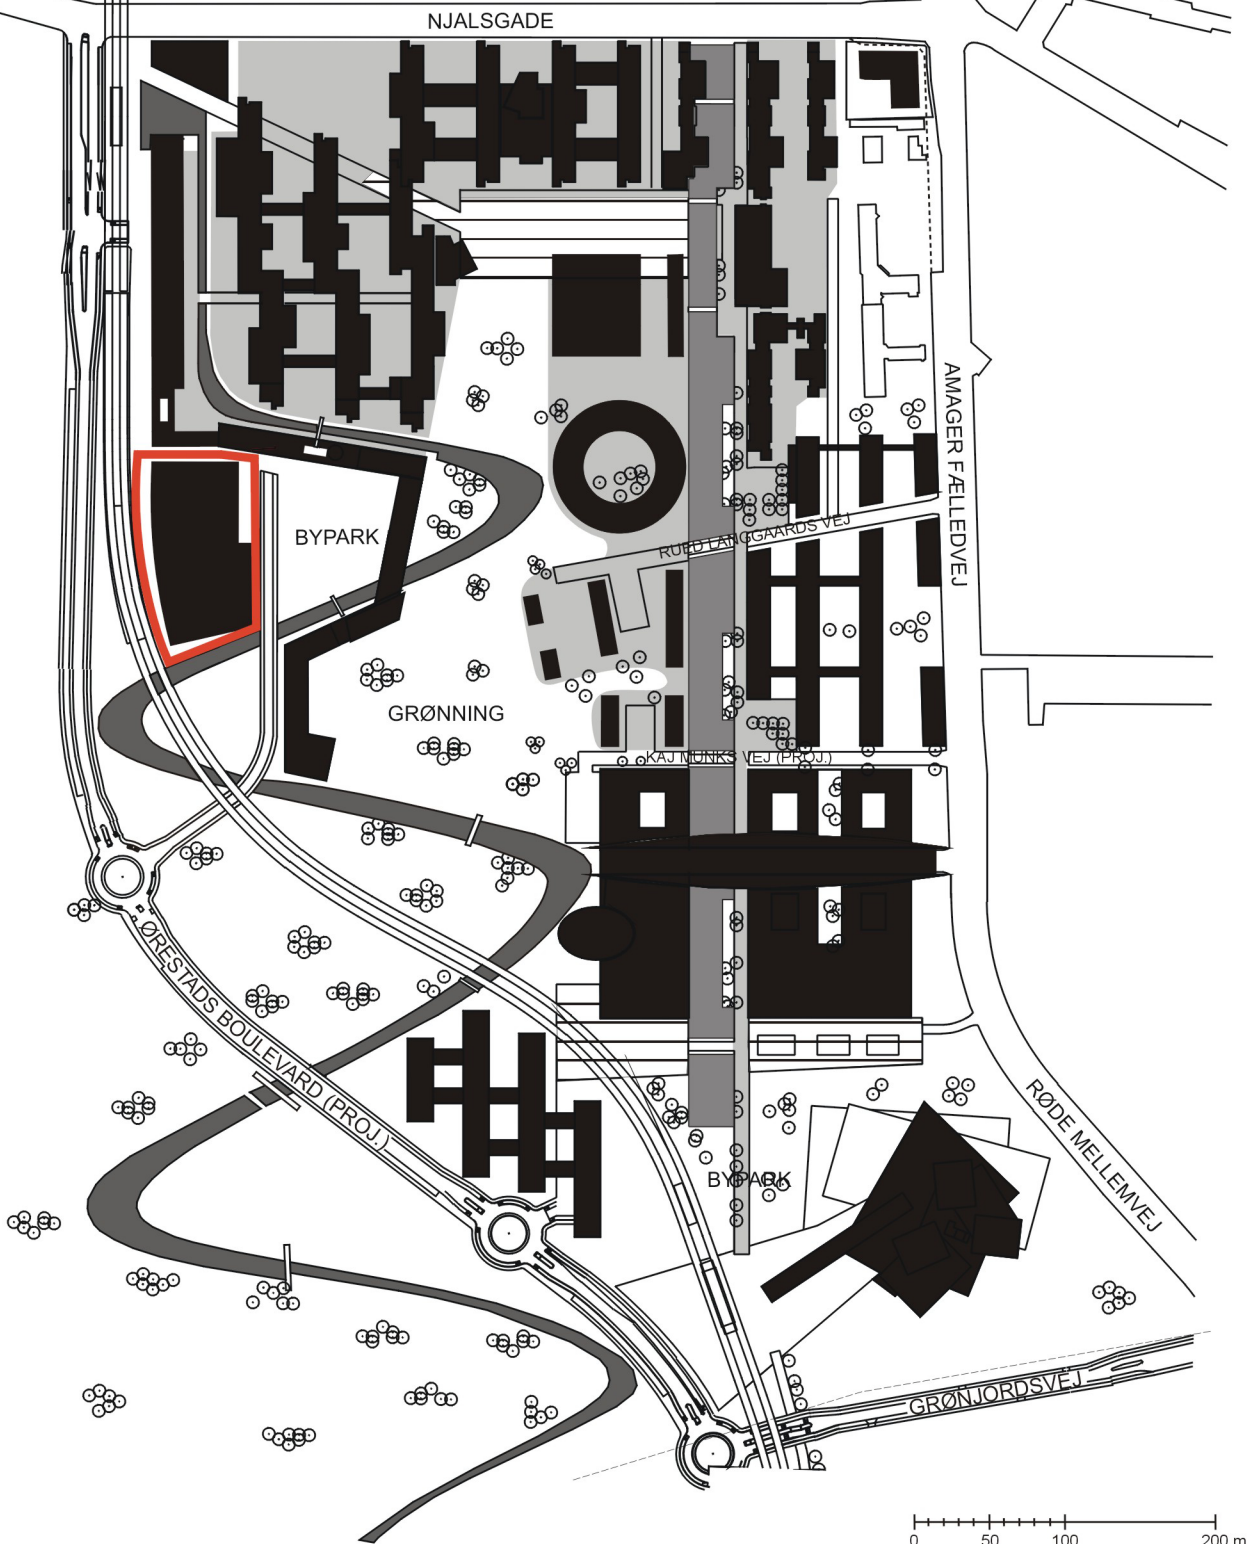 NJALSGADE
AMAGER FÆLLEDVEJ
RUED LANGGAARDS VEJ
BYPARK
GRØNNING
KAJ MUNKS VEJ (PROJ.)
ØRESTADS BOULEVARD (PROJ.)
RØDE MELLEMVEJ
BYPARK
GRØNJORDSVEJ
0 50 100 200 m